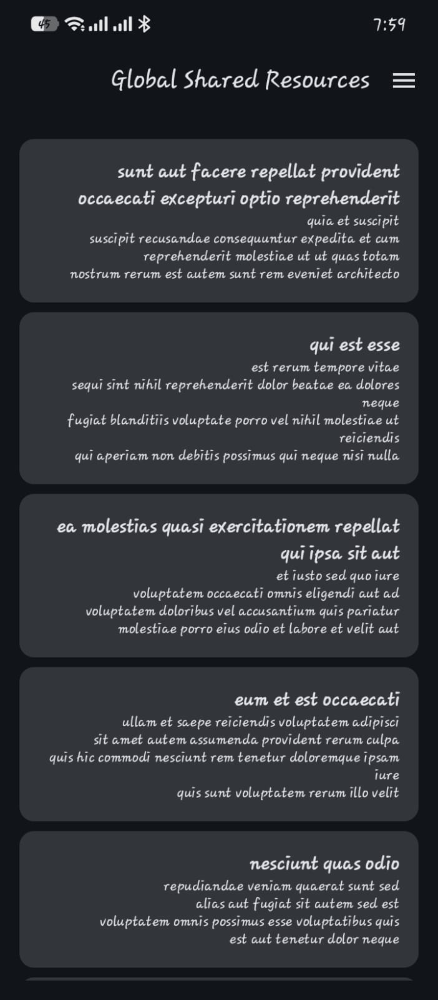 45
7:59
Global Shared Resources
sunt aut facere repellat provident
occaecati excepturi optio reprehenderit
quia et suscipit
suscipit recusandae consequuntur expedita et cum
reprehenderit molestiae ut ut quas totam
nostrum rerum est autem sunt rem eveniet architecto
qui est esse
est rerum tempore vitae
sequi sint nihil reprehenderit dolor beatae ea dolores
neque
fugiat blanditiis voluptate porro vel nihil molestiae ut
reiciendis
qui aperiam non debitis possimus qui neque nisi nulla
ea molestias quasi exercitationem repellat
qui ipsa sit aut
et iusto sed quo iure
voluptatem occaecati omnis eligendi aut ad
voluptatem doloribus vel accusantium quis pariatur
molestiae porro eius odio et labore et velit aut
eum et est occaecati
ullam et saepe reiciendis voluptatem adipisci
sit amet autem assumenda provident rerum culpa
quis hic commodi nesciunt rem tenetur doloremque ipsam
iure
quis sunt voluptatem rerum illo velit
nesciunt quas odio
repudiandae veniam quaerat sunt sed
alias aut fugiat sit autem sed est
voluptatem omnis possimus esse voluptatibus quis
est aut tenetur dolor neque